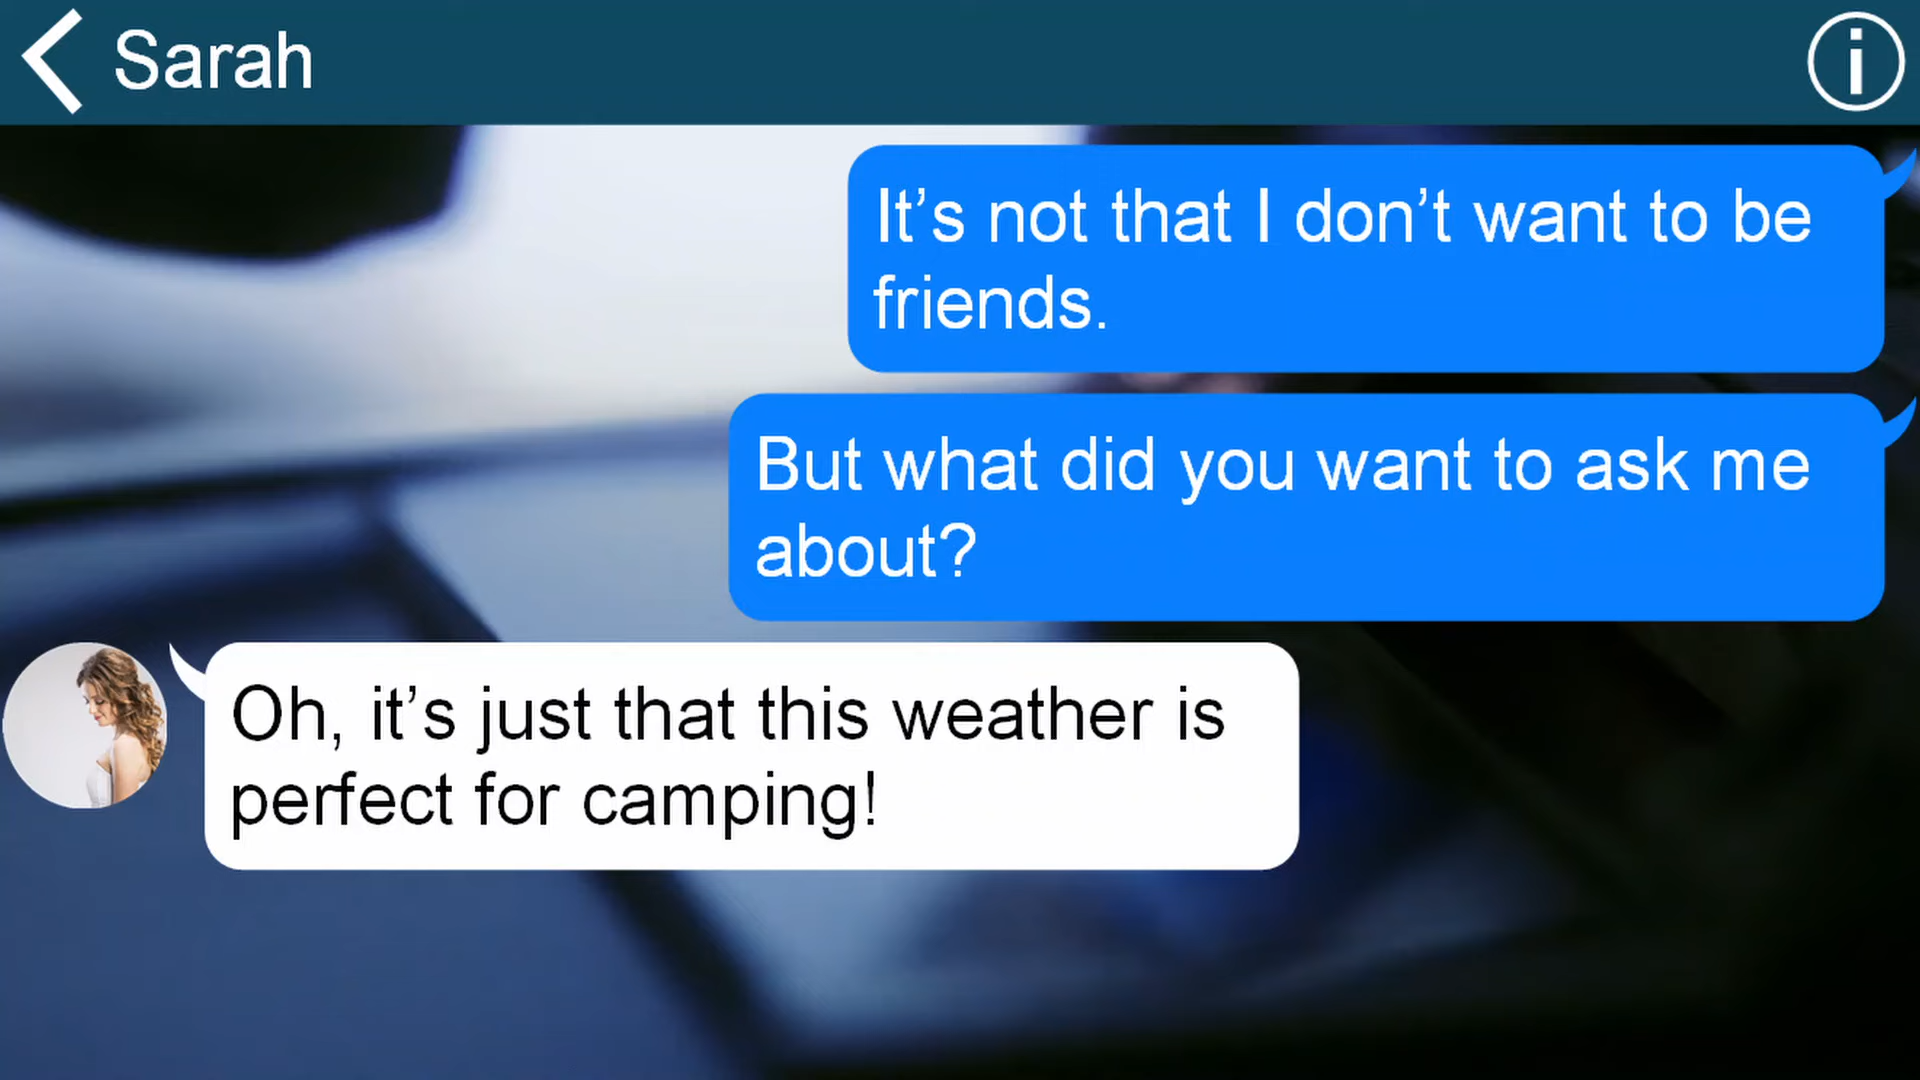 Sarah
It’s not that I don’t want to be
friends.
But what did you want to ask me
about?
Oh, it’s just that this weather is
perfect for camping!